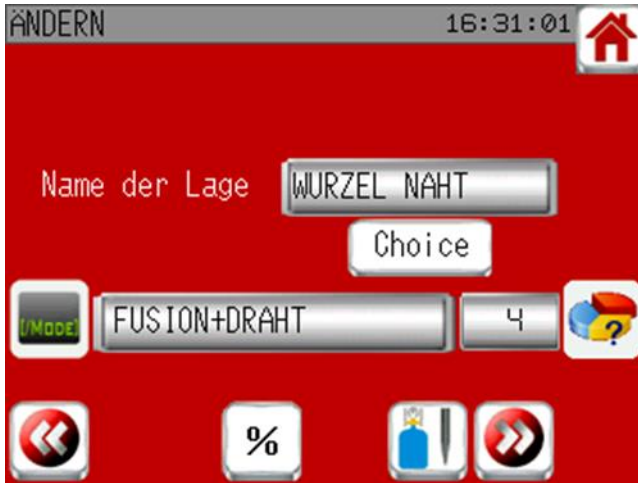 ÄNDERN 16:31:01
Name der Lage WURZEL NAHT
Choice
[/MODE] FUSION+DRAHT 4 ?
%